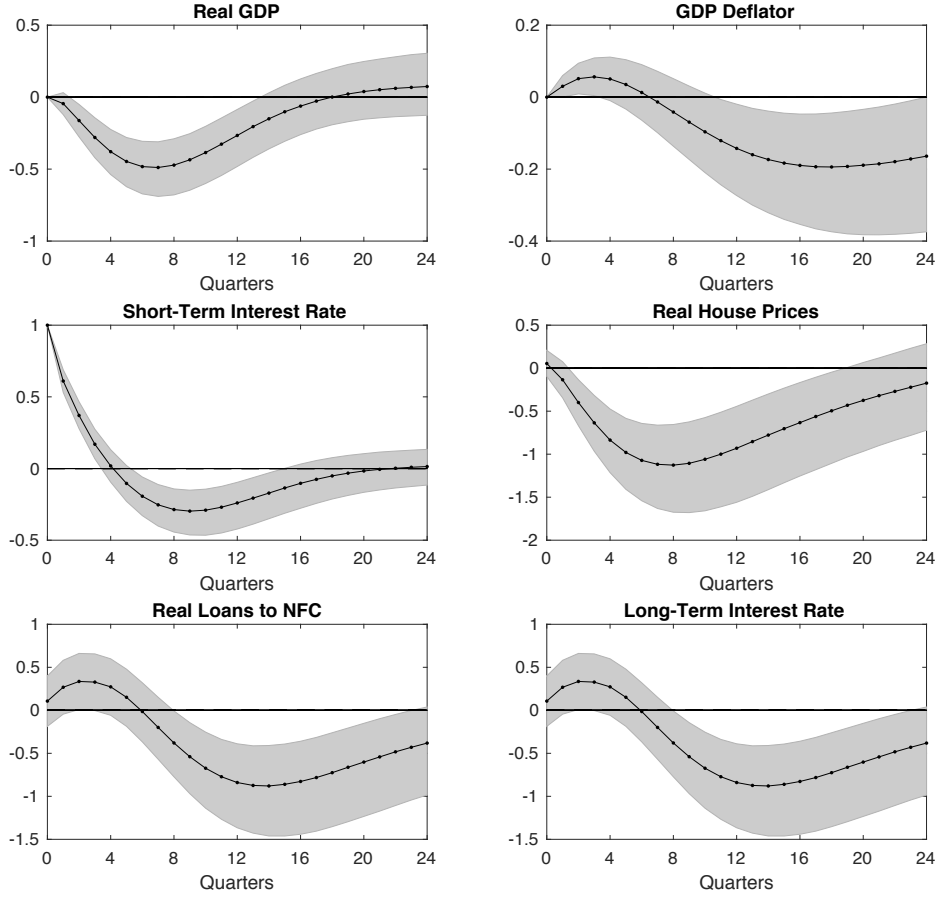 Real GDP
0.5
0
-0.5
-1
0 4 8 12 16 20 24
Quarters
GDP Deflator
0.2
0
-0.2
-0.4
0 4 8 12 16 20 24
Quarters
Short-Term Interest Rate
1
0.5
0
-0.5
0 4 8 12 16 20 24
Quarters
Real House Prices
0.5
0
-0.5
-1
-1.5
-2
0 4 8 12 16 20 24
Quarters
Real Loans to NFC
1
0.5
0
-0.5
-1
-1.5
0 4 8 12 16 20 24
Quarters
Long-Term Interest Rate
1
0.5
0
-0.5
-1
-1.5
0 4 8 12 16 20 24
Quarters